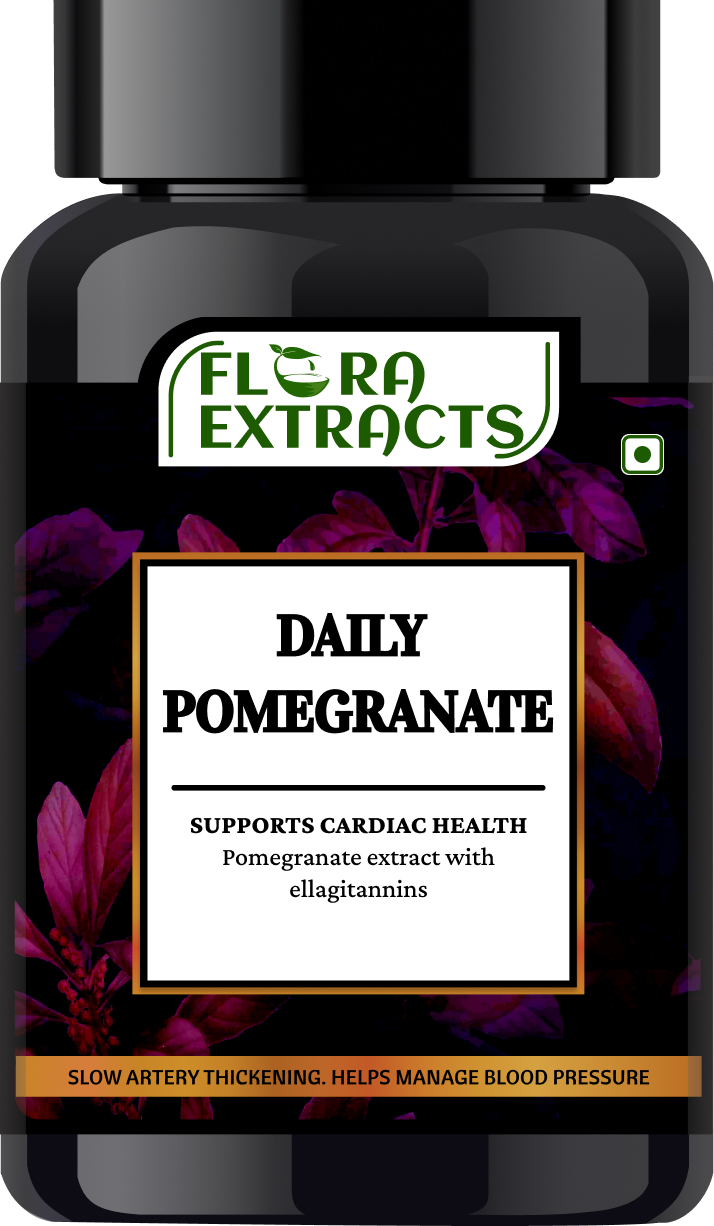 FLORA
EXTRACTS
DAILY
POMEGRANATE
SUPPORTS CARDIAC HEALTH
Pomegranate extract with
ellagitannins
SLOW ARTERY THICKENING. HELPS MANAGE BLOOD PRESSURE